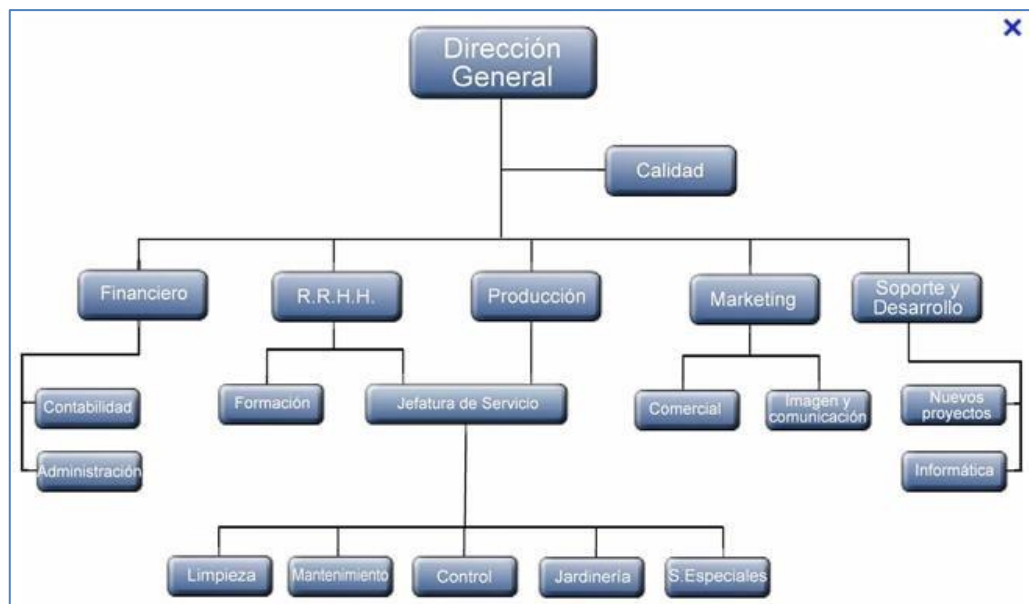 Dirección
General
Calidad
Financiero
R.R.H.H.
Producción
Marketing
Soporte y
Desarrollo
Contabilidad
Administración
Formación
Jefatura de Servicio
Comercial
Imagen y
comunicación
Nuevos
proyectos
Informática
Limpieza
Mantenimiento
Control
Jardinería
S.Especiales